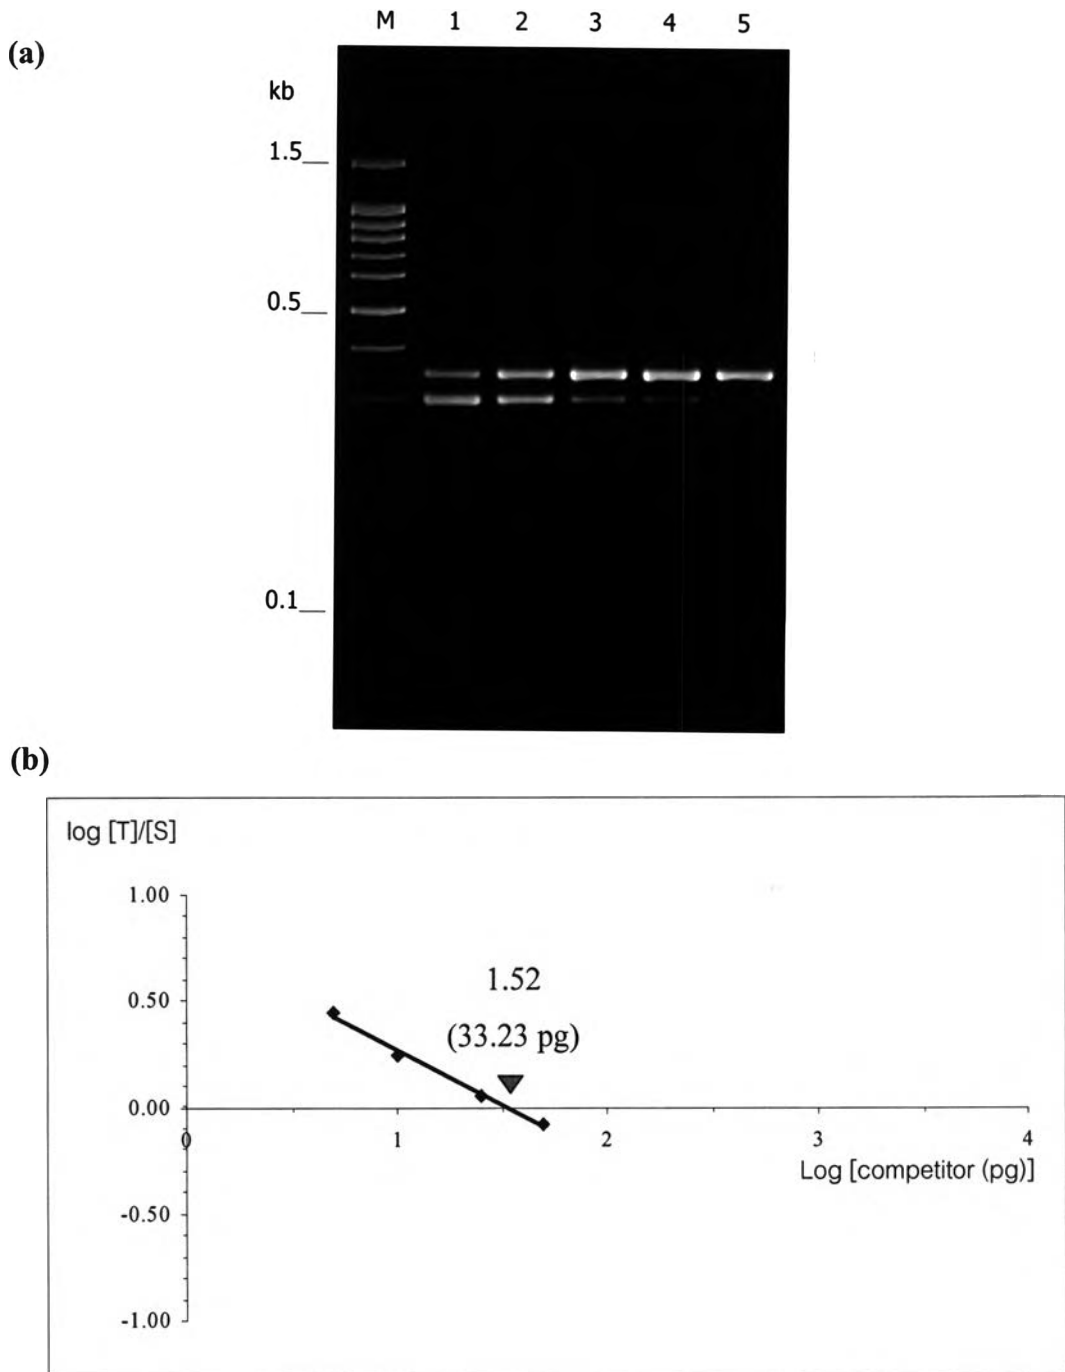 (a)
M 1 2 3 4 5
kb
1.5
0.5
0.1
(b)
log [T]/[S]
1.00
0.50
0.00
-0.50
-1.00
1.52
(33.23 pg)
0 1 2 3 4
Log [competitor (pg)]